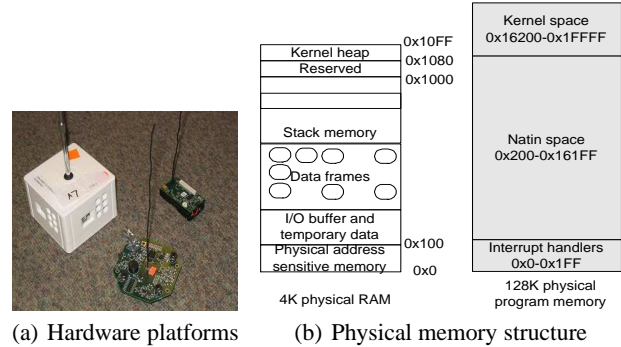 Kernel heap
Reserved
Stack memory
Data frames
I/O buffer and
temporary data
Physical address
sensitive memory
0x10FF
0x1080
0x1000
0x100
0x0
4K physical RAM
Kernel space
0x16200-0x1FFFF
Natin space
0x200-0x161FF
Interrupt handlers
0x0-0x1FF
128K physical
program memory
A7
(a) Hardware platforms
(b) Physical memory structure